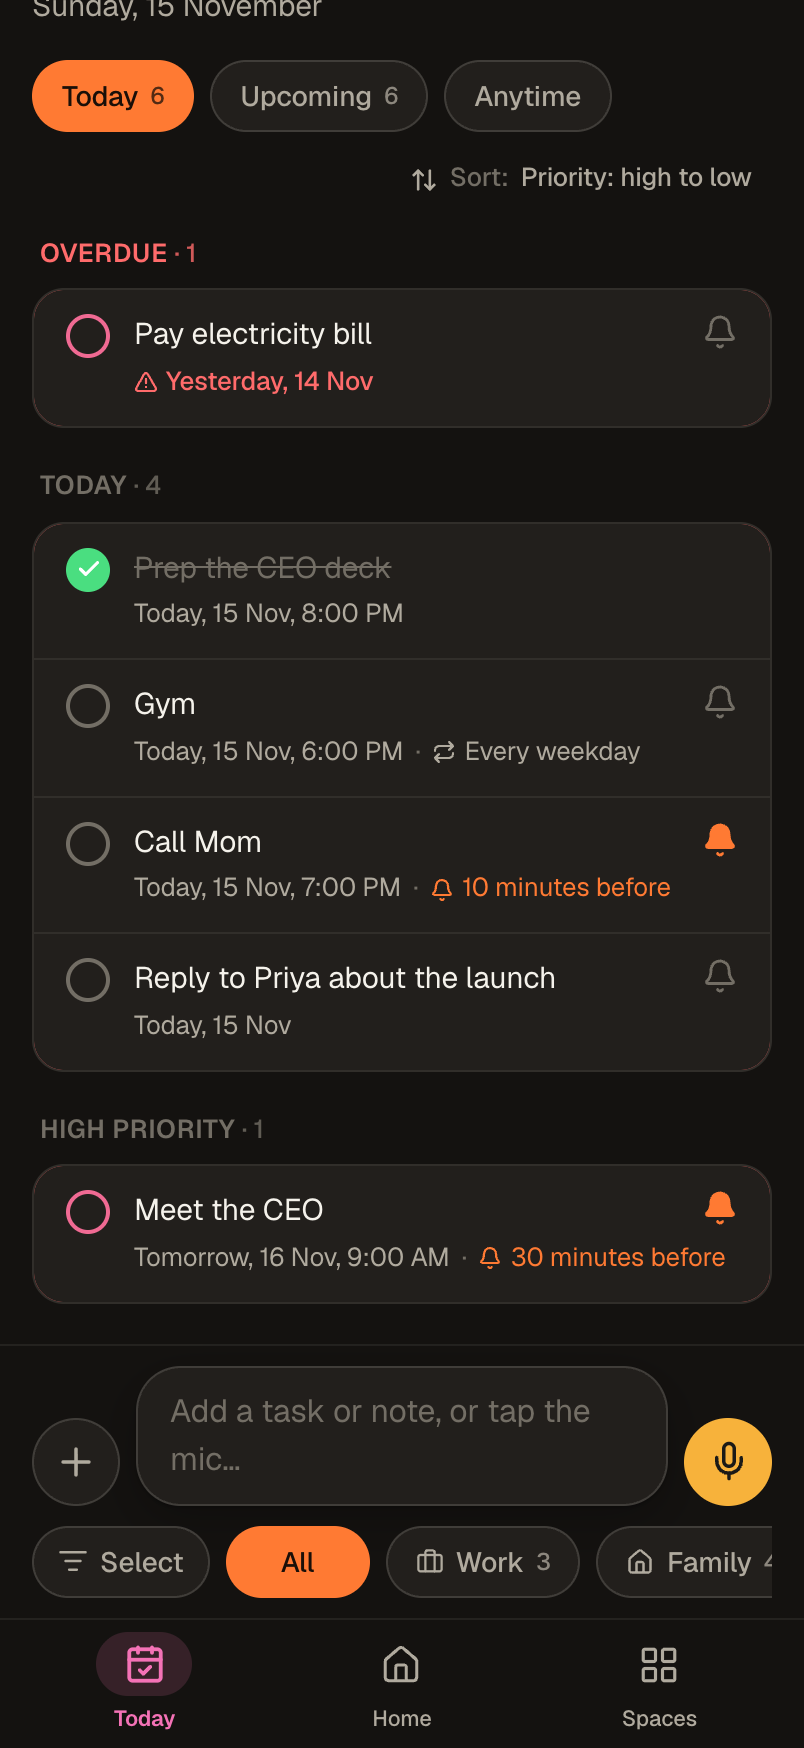 Sunday, 15 November
Today 6
Upcoming 6
Anytime
Sort: Priority: high to low
OVERDUE · 1
Pay electricity bill
Yesterday, 14 Nov
TODAY · 4
Prep the CEO deck
Today, 15 Nov, 8:00 PM
Gym
Today, 15 Nov, 6:00 PM · Every weekday
Call Mom
Today, 15 Nov, 7:00 PM · 10 minutes before
Reply to Priya about the launch
Today, 15 Nov
HIGH PRIORITY · 1
Meet the CEO
Tomorrow, 16 Nov, 9:00 AM · 30 minutes before
Add a task or note, or tap the
mic...
Select
All
Work 3
Family
Today
Home
Spaces